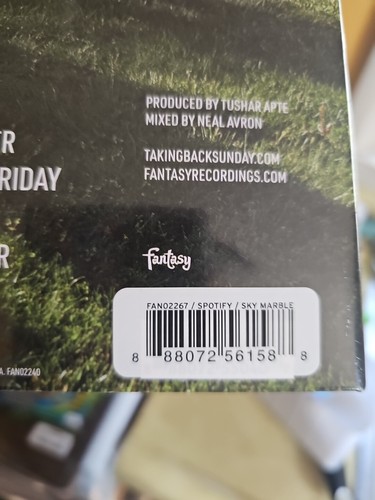 PRODUCED BY TUSHAR APTE
MIXED BY NEAL AVRON
ER
RIDAY
R
TAKINGBACKSUNDAY.COM
FANTASYRECORDINGS.COM
fantasy
FAN02267 / SPOTIFY / SKY MARBLE
8 88072 56158 8
A. FAN02240